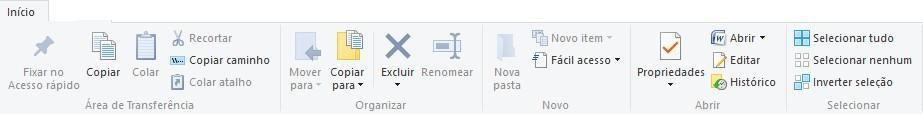 Início
Fixar no
Acesso rápido
Copiar
Colar
Recortar
Copiar caminho
Colar atalho
Área de Transferência
Mover
para
Copiar
para
Excluir
Renomear
Organizar
Nova
pasta
Novo item
Fácil acesso
Novo
Propriedades
Abrir
Editar
Histórico
Abrir
Selecionar tudo
Selecionar nenhum
Inverter seleção
Selecionar